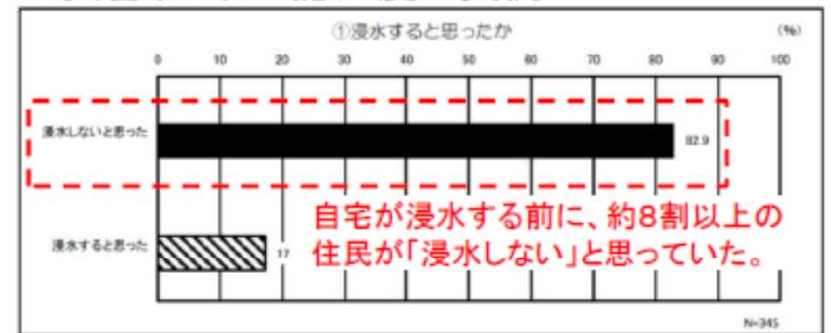 ①浸水すると思ったか
(%)
0 10 20 30 40 50 60 70 80 90 100
浸水しないと思った
82.9
自宅が浸水する前に、約8割以上の
住民が「浸水しない」と思っていた。
浸水すると思った
17
N=345